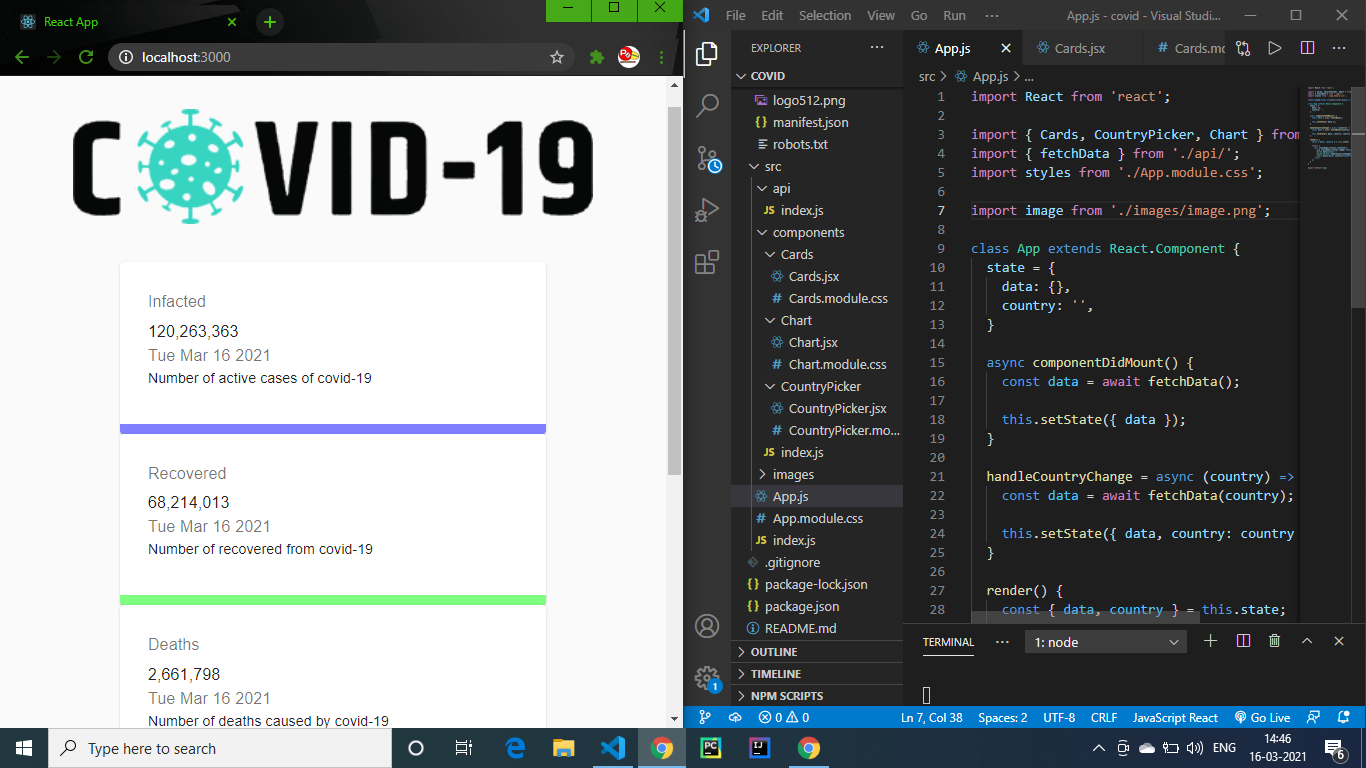 React App
localhost:3000
COVID-19
Infacted
120,263,363
Tue Mar 16 2021
Number of active cases of covid-19
Recovered
68,214,013
Tue Mar 16 2021
Number of recovered from covid-19
Deaths
2,661,798
Tue Mar 16 2021
Number of deaths caused by covid-19
File Edit Selection View Go Run ··· App.js - covid - Visual Studi...
EXPLORER ···
COVID
logo512.png
{} manifest.json
robots.txt
src
api
JS index.js
components
Cards
Cards.jsx
# Cards.module.css
Chart
Chart.jsx
# Chart.module.css
CountryPicker
CountryPicker.jsx
# CountryPicker.mo...
JS index.js
images
App.js
# App.module.css
JS index.js
.gitignore
{} package-lock.json
{} package.json
README.md
OUTLINE
TIMELINE
NPM SCRIPTS
App.js Cards.jsx # Cards.mo
src > App.js > ...
1 import React from 'react';
2
3 import { Cards, CountryPicker, Chart } from
4 import { fetchData } from './api/';
5 import styles from './App.module.css';
6
7 import image from './images/image.png';
8
9 class App extends React.Component {
10 state = {
11 data: {},
12 country: '',
13 }
14
15 async componentDidMount() {
16 const data = await fetchData();
17
18 this.setState({ data });
19 }
20
21 handleCountryChange = async (country) =>
22 const data = await fetchData(country);
23
24 this.setState({ data, country: country
25 }
26
27 render() {
28 const { data, country } = this.state;
TERMINAL ··· 1: node
0 0 Ln 7, Col 38 Spaces: 2 UTF-8 CRLF JavaScript React Go Live
1
Type here to search
PC
IJ
ENG
14:46
16-03-2021
6